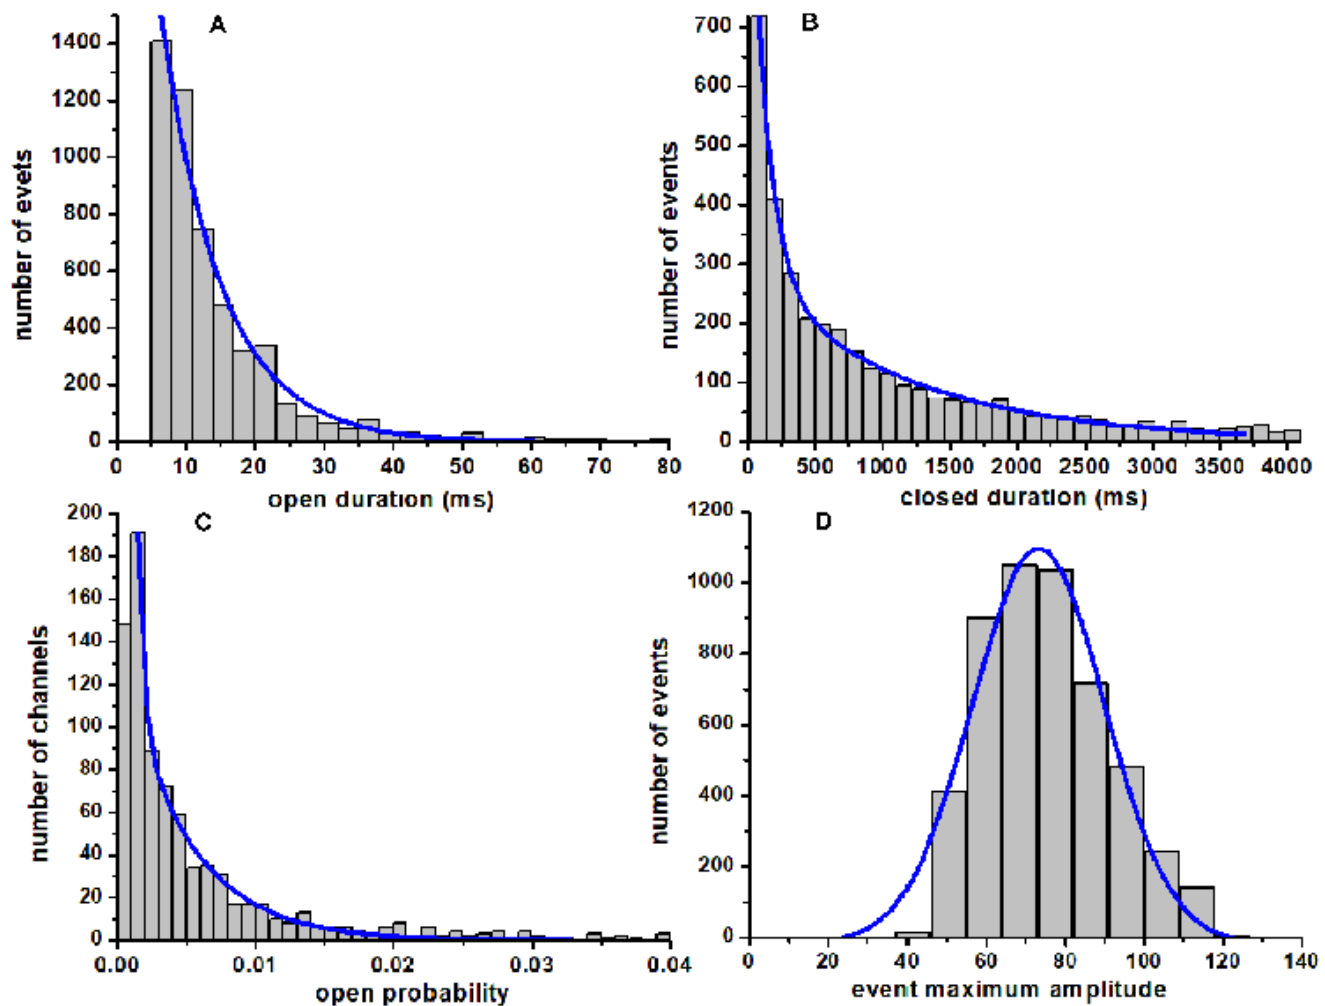 A
1400
1200
1000
800
600
400
200
0
number of evets
0 10 20 30 40 50 60 70 80
open duration (ms)
B
700
600
500
400
300
200
100
0
number of events
0 500 1000 1500 2000 2500 3000 3500 4000
closed duration (ms)
C
200
180
160
140
120
100
80
60
40
20
0
number of channels
0.00 0.01 0.02 0.03 0.04
open probability
D
1200
1000
800
600
400
200
0
number of events
0 20 40 60 80 100 120 140
event maximum amplitude